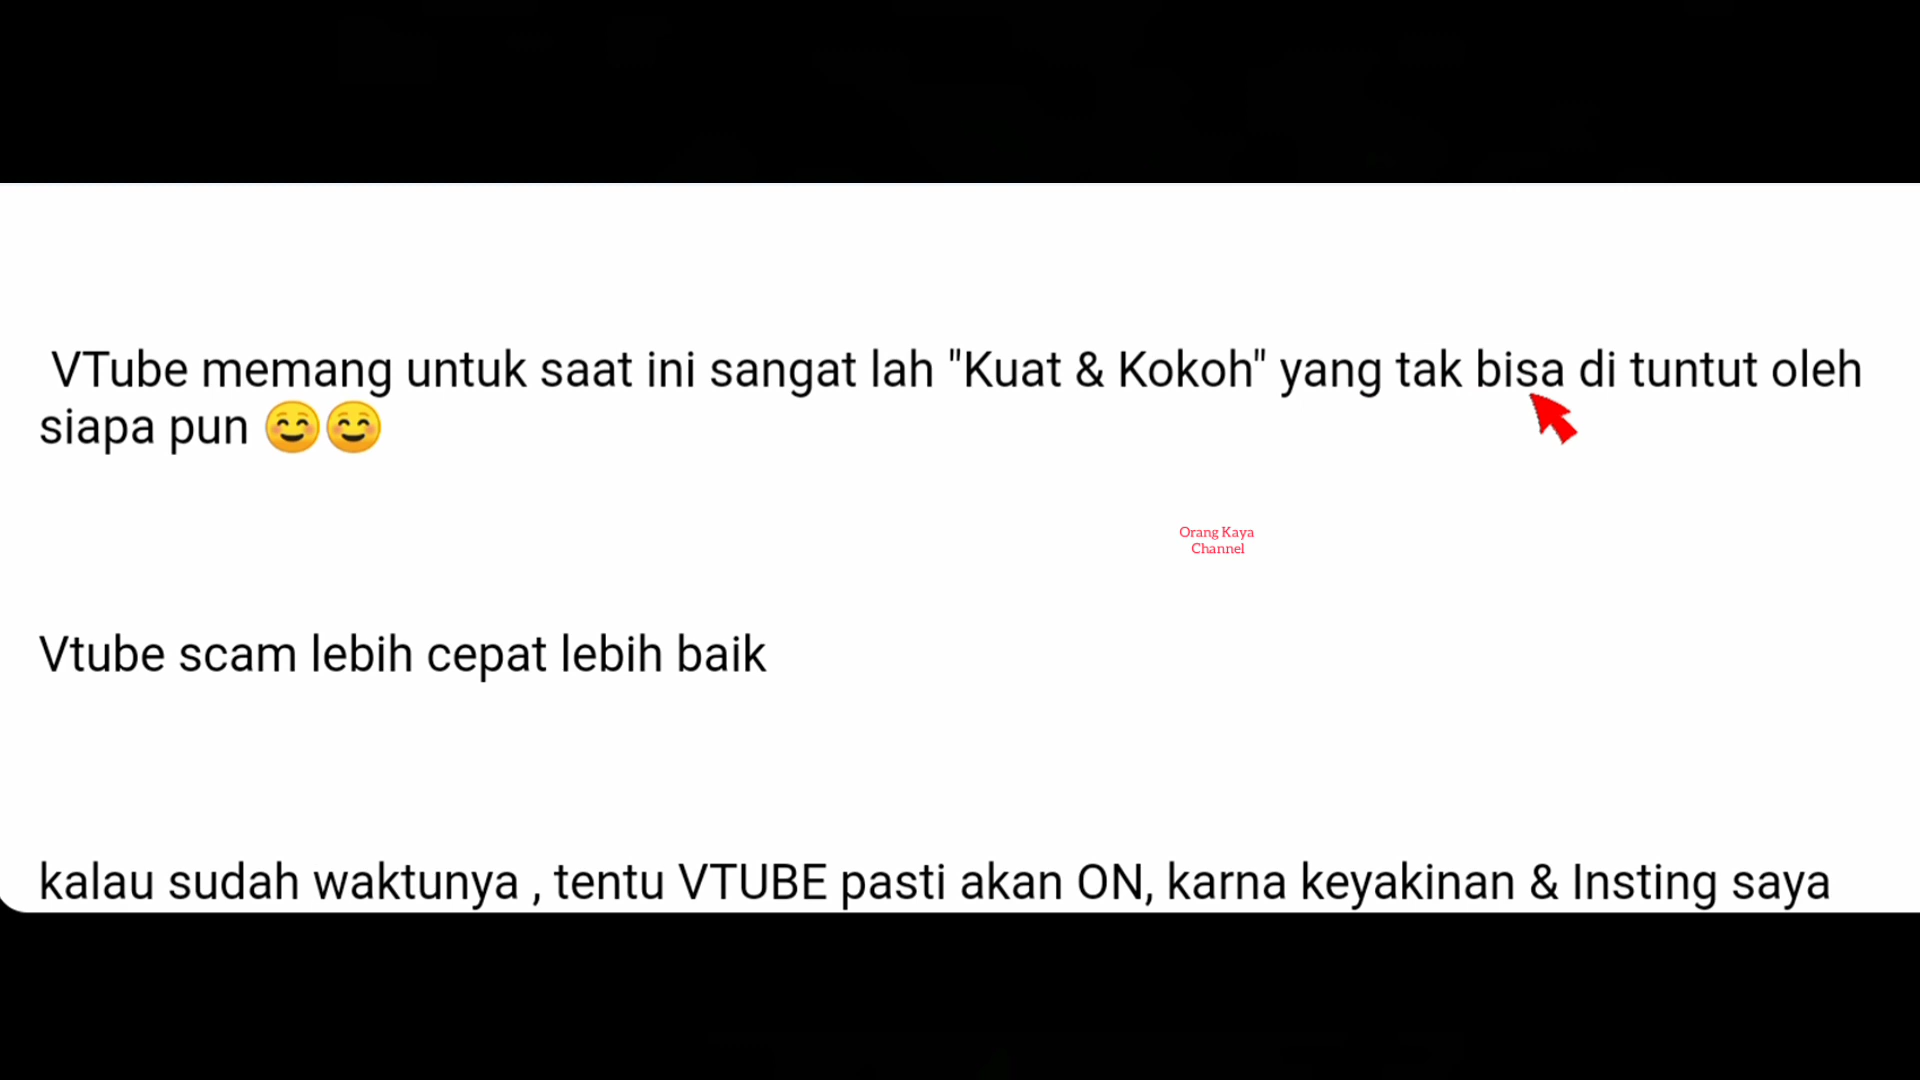 VTube memang untuk saat ini sangat lah "Kuat & Kokoh" yang tak bisa di tuntut oleh
siapa pun ☺️☺️
Orang Kaya
Channel
Vtube scam lebih cepat lebih baik
kalau sudah waktunya , tentu VTUBE pasti akan ON, karna keyakinan & Insting saya